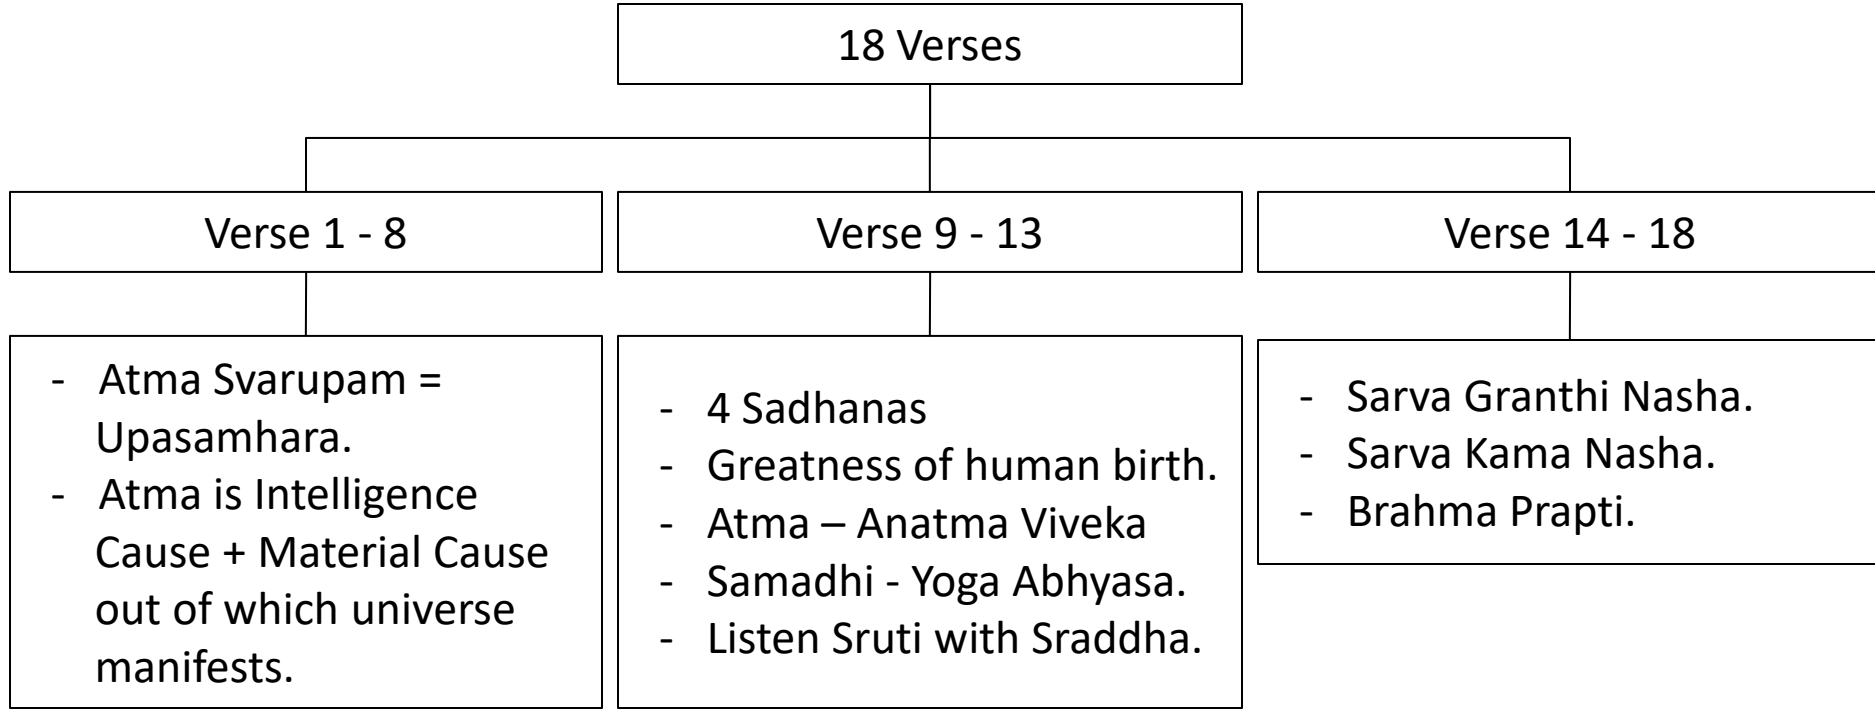 18 Verses
Verse 1 - 8
Verse 9 - 13
Verse 14 - 18
- Atma Svarupam =
Upasamhara.
- Atma is Intelligence
Cause + Material Cause
out of which universe
manifests.
- 4 Sadhanas
- Greatness of human birth.
- Atma – Anatma Viveka
- Samadhi - Yoga Abhyasa.
- Listen Sruti with Sraddha.
- Sarva Granthi Nasha.
- Sarva Kama Nasha.
- Brahma Prapti.